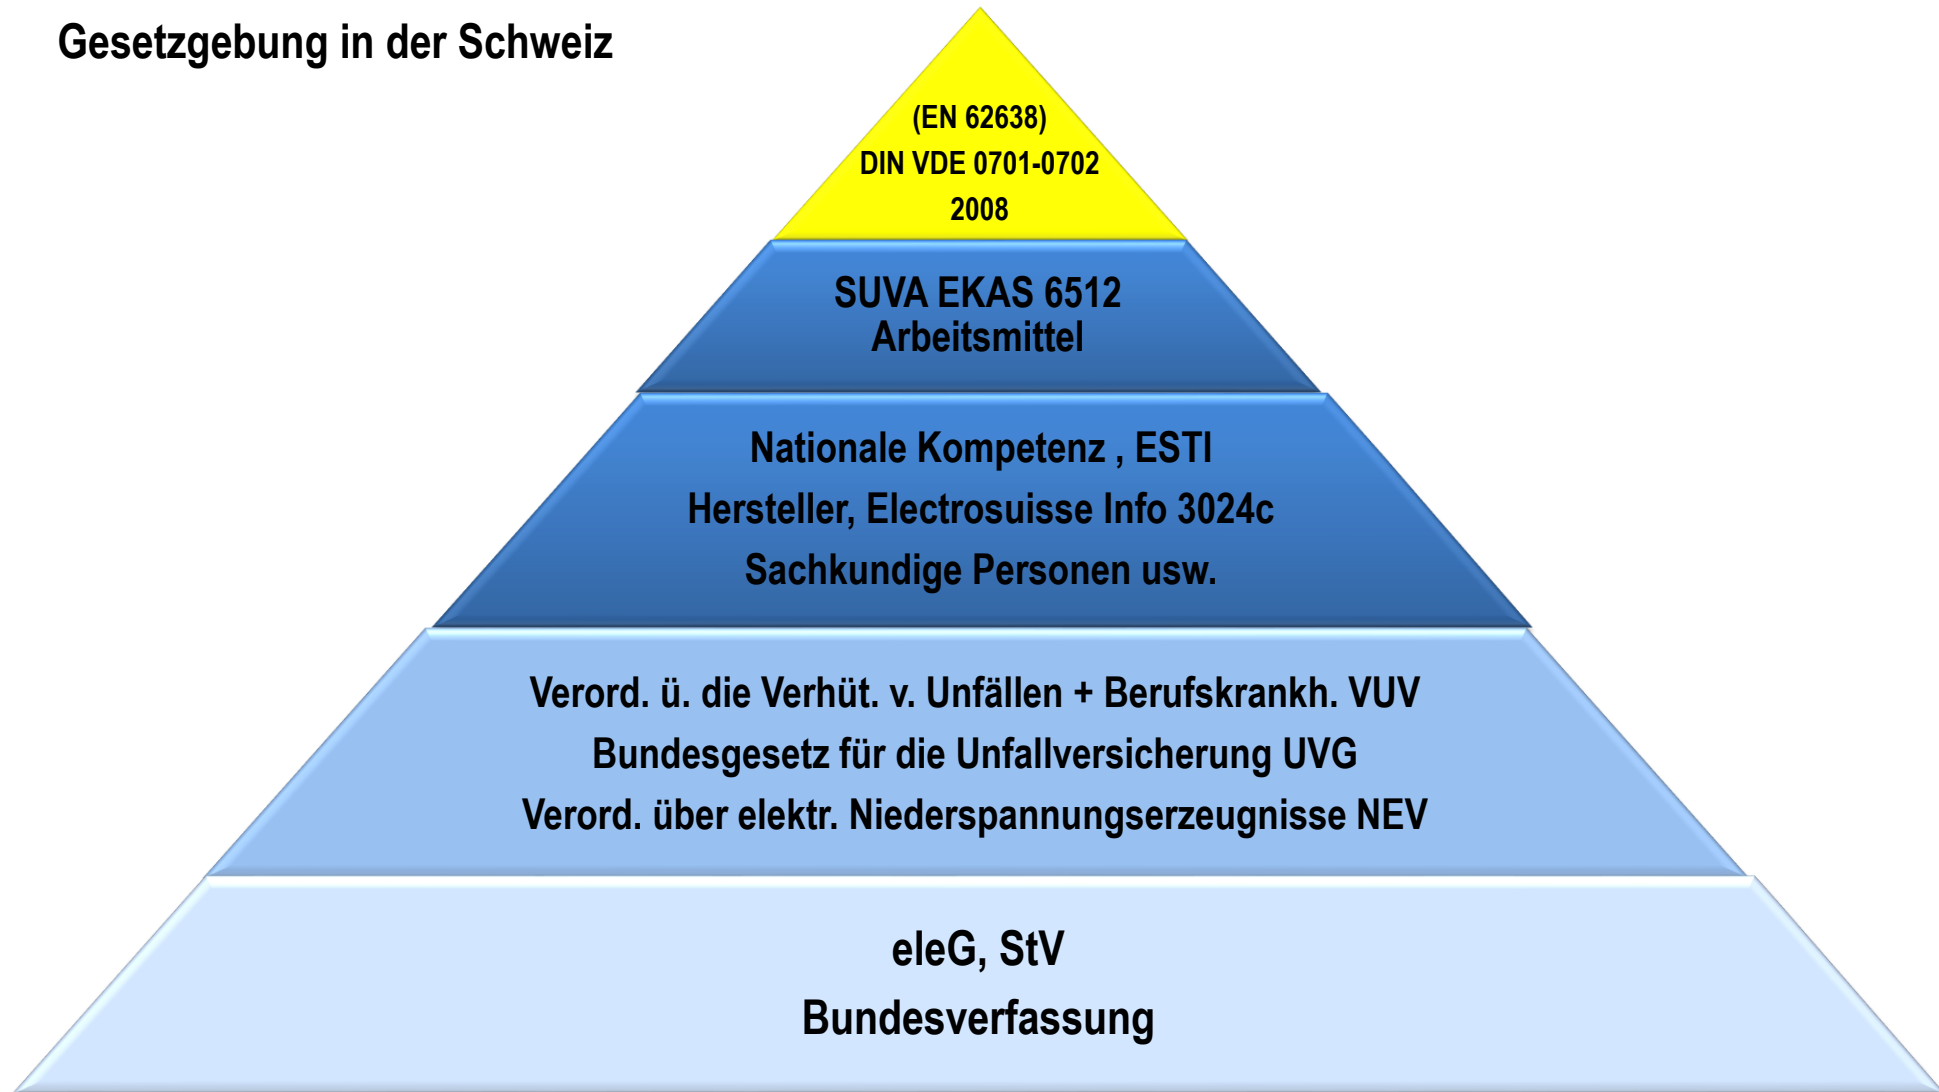 Gesetzgebung in der Schweiz
(EN 62638)
DIN VDE 0701-0702
2008
SUVA EKAS 6512
Arbeitsmittel
Nationale Kompetenz , ESTI
Hersteller, Electrosuisse Info 3024c
Sachkundige Personen usw.
Verord. ü. die Verhüt. v. Unfällen + Berufskrankh. VUV
Bundesgesetz für die Unfallversicherung UVG
Verord. über elektr. Niederspannungserzeugnisse NEV
eleG, StV
Bundesverfassung